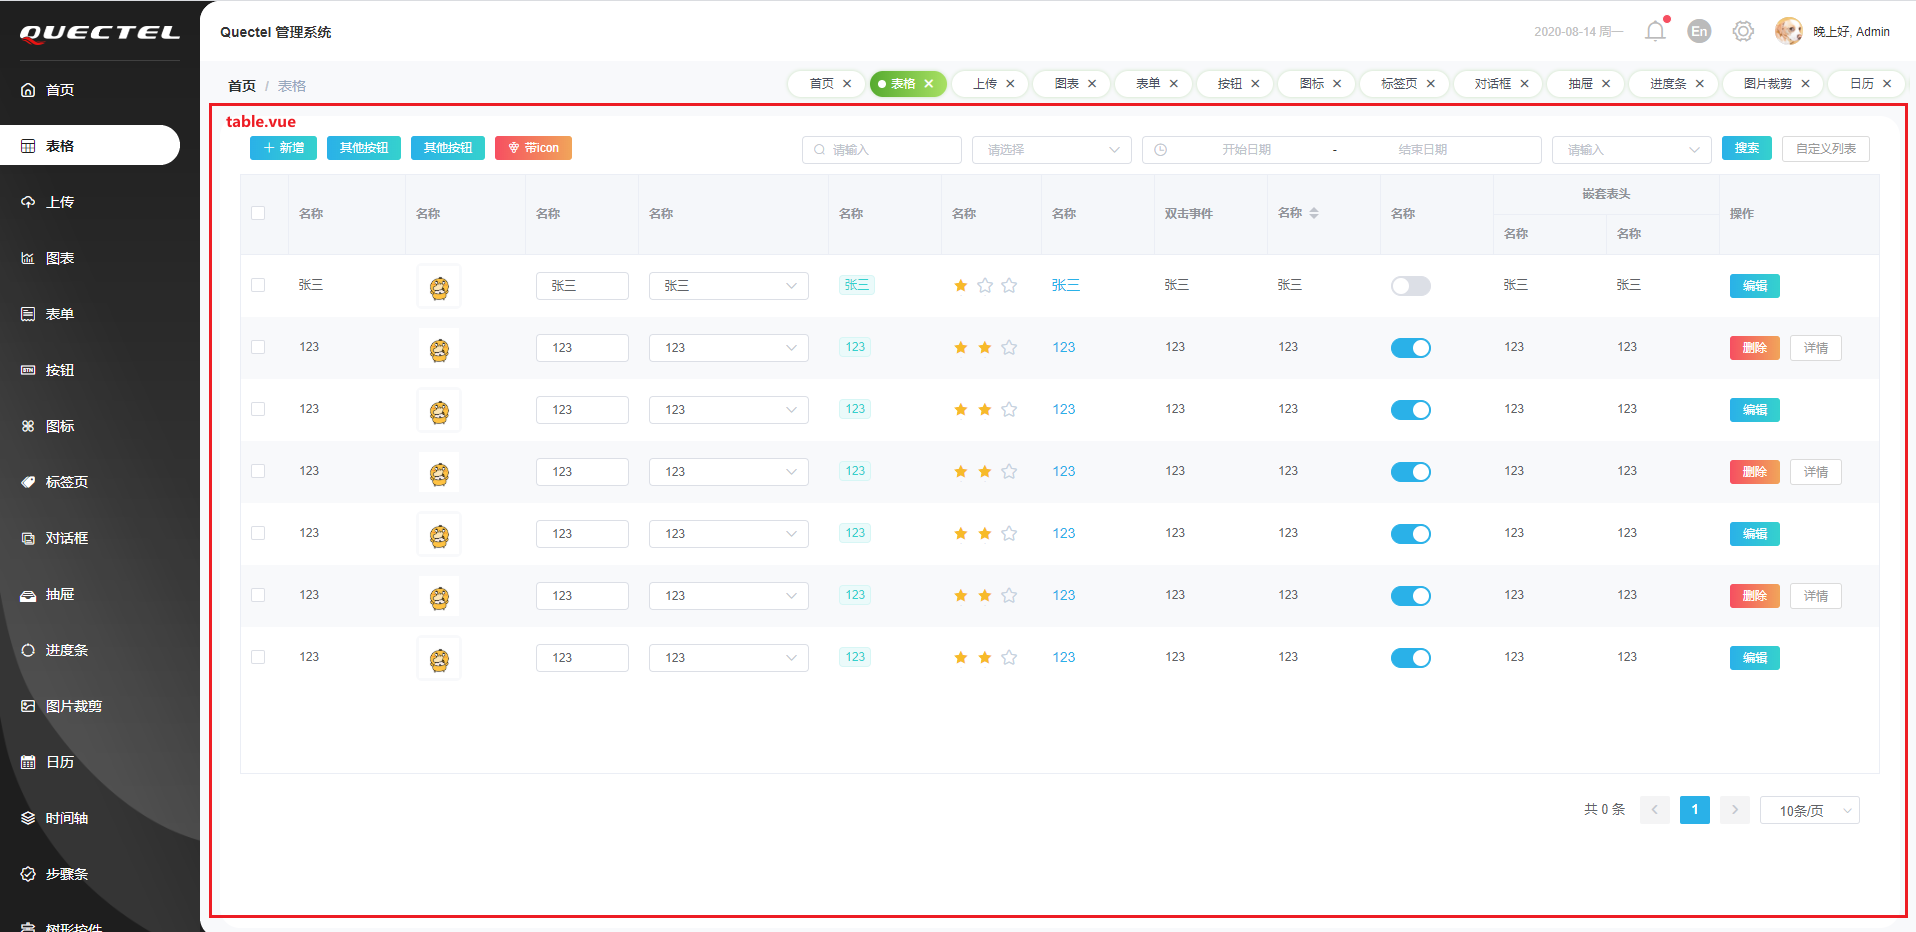 QUECTEL
首页
表格
上传
图表
表单
按钮
图标
标签页
对话框
抽屉
进度条
图片裁剪
日历
时间轴
步骤条
树形控件
Quectel 管理系统
2020-08-14 周一
En
晚上好, Admin
首页 / 表格
首页 ✕ 表格 ✕ 上传 ✕ 图表 ✕ 表单 ✕ 按钮 ✕ 图标 ✕ 标签页 ✕ 对话框 ✕ 抽屉 ✕ 进度条 ✕ 图片裁剪 ✕ 日历 ✕
table.vue
+ 新增 其他按钮 其他按钮 带icon 请输入 请选择 开始日期 - 结束日期 请输入 搜索 自定义列表
嵌套表头
名称 名称 名称 名称 名称 名称 名称 双击事件 名称 名称 操作
名称 名称
张三 张三 张三 张三 张三 张三 张三 张三 张三 编辑
123 123 123 123 123 123 123 123 123 删除 详情
123 123 123 123 123 123 123 123 123 编辑
123 123 123 123 123 123 123 123 123 删除 详情
123 123 123 123 123 123 123 123 123 编辑
123 123 123 123 123 123 123 123 123 删除 详情
123 123 123 123 123 123 123 123 123 编辑
共 0 条 1 10条/页